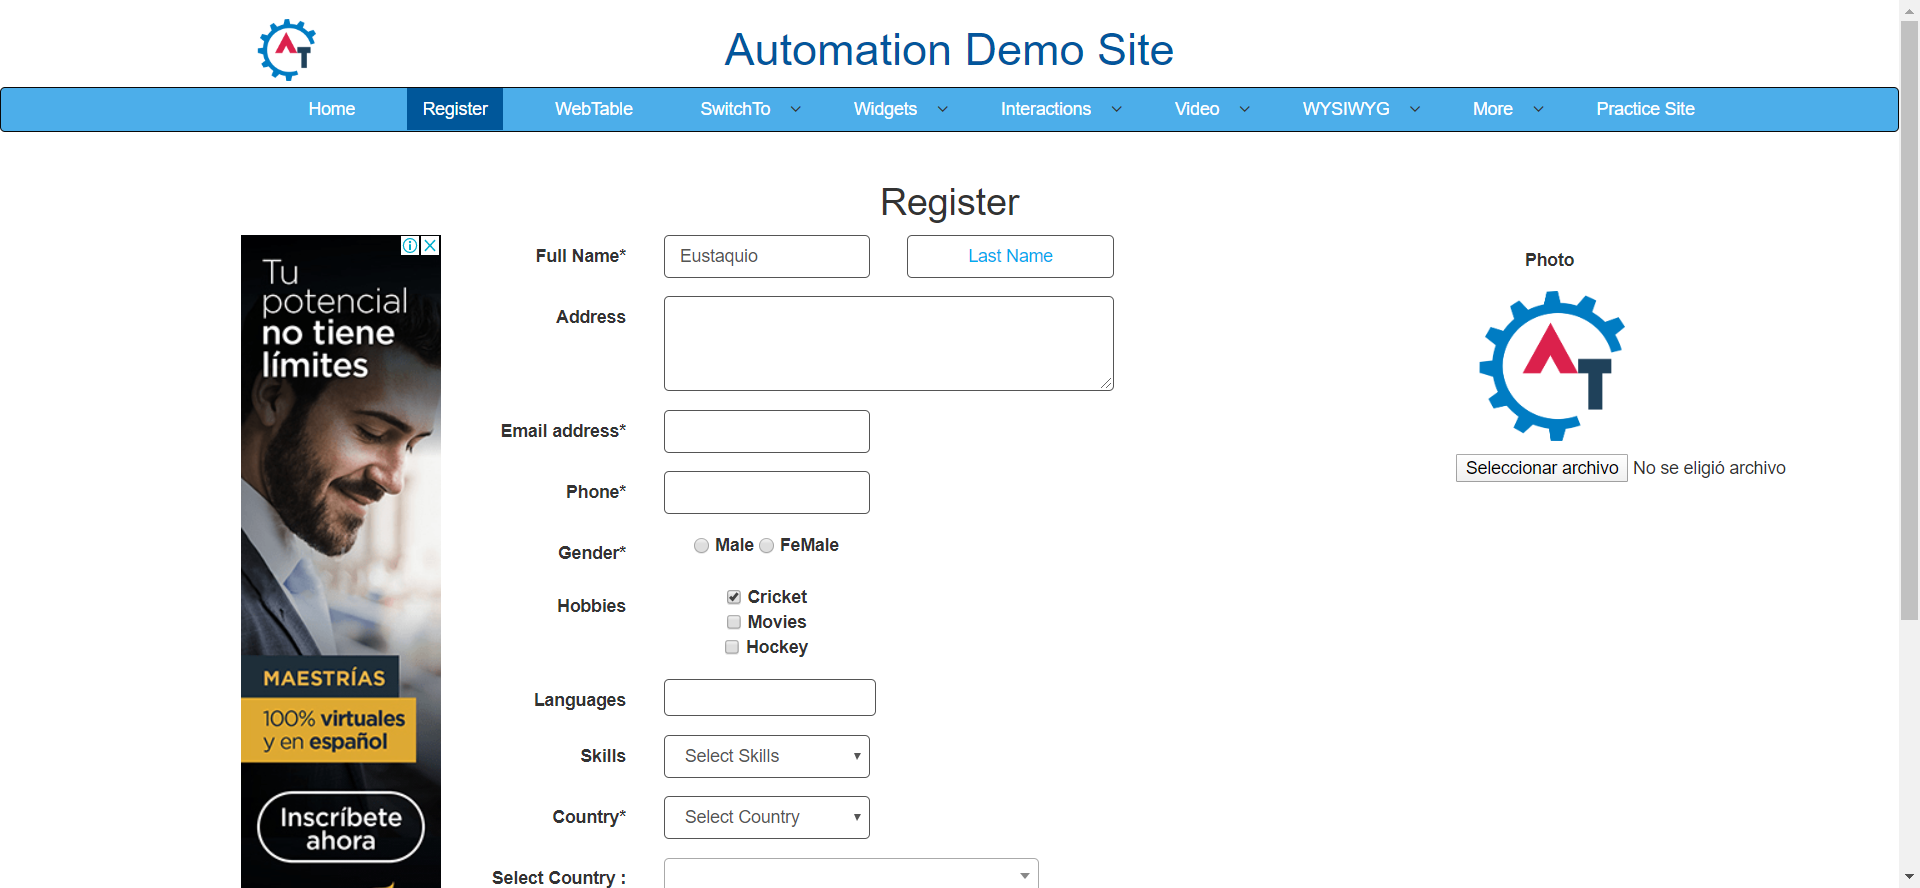 AT
Automation Demo Site
Home Register WebTable SwitchTo Widgets Interactions Video WYSIWYG More Practice Site
Register
Tu
potencial
no tiene
límites
MAESTRÍAS
100% virtuales
y en español
Inscríbete
ahora
Full Name* Eustaquio Last Name
Address
Email address*
Phone*
Gender* Male FeMale
Hobbies Cricket
Movies
Hockey
Languages
Skills Select Skills
Country* Select Country
Select Country :
Photo
AT
Seleccionar archivo No se eligió archivo